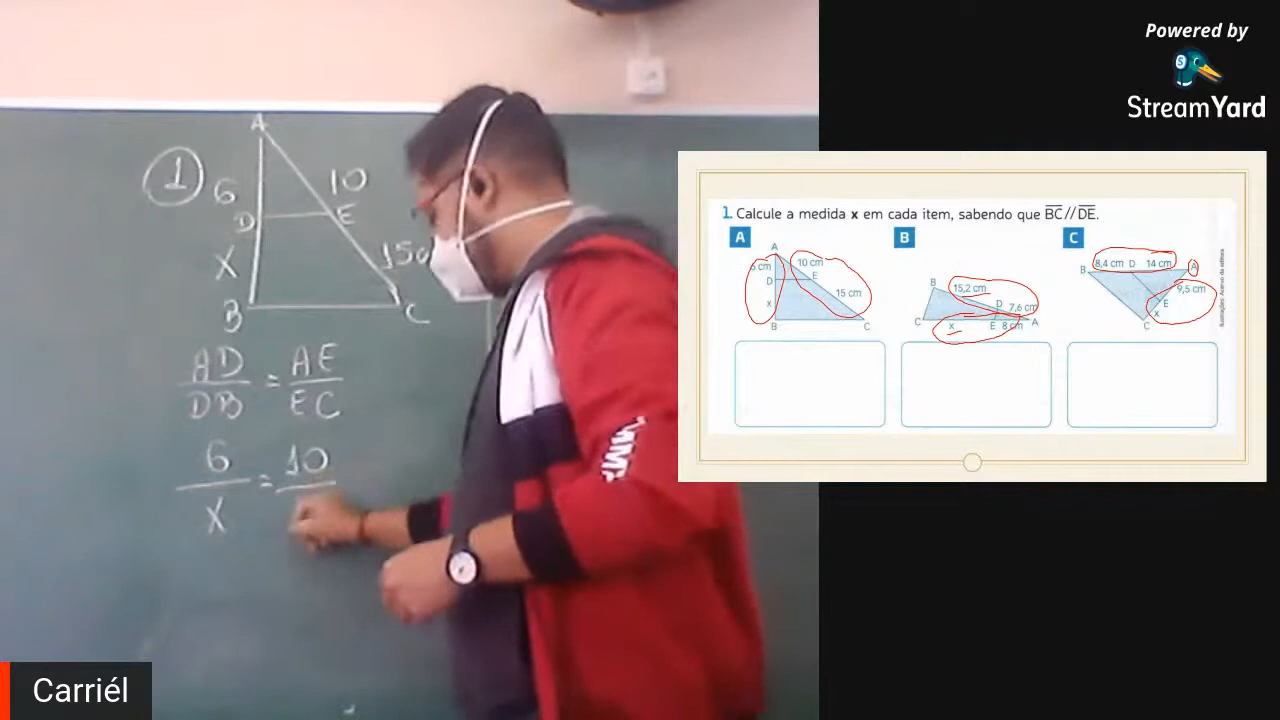 1
A
6
10
D
E
X
B
C
AD = AE
DB EC
6 = 10
X
Powered by
S
StreamYard
1. Calcule a medida x em cada item, sabendo que BC // DE.
A
B
C
A
10 cm
D
E
15 cm
x
B
C
B
15,2 cm
D
7,6 cm
C
x
E
8 cm
A
8,4 cm
D
14 cm
A
B
9,5 cm
E
x
C
Carriél